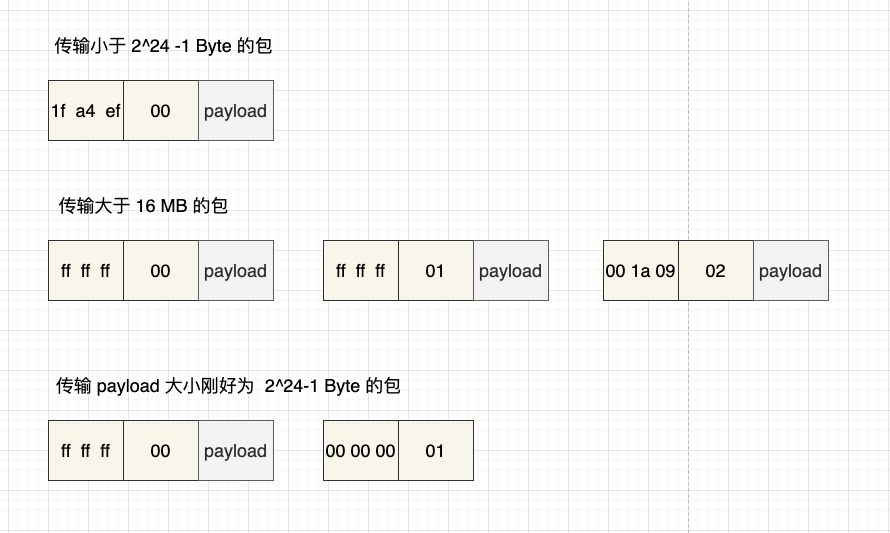 传输小于 2^24 -1 Byte 的包
1f a4 ef 00 payload
传输大于 16 MB 的包
ff ff ff 00 payload ff ff ff 01 payload 00 1a 09 02 payload
传输 payload 大小刚好为 2^24-1 Byte 的包
ff ff ff 00 payload 00 00 00 01